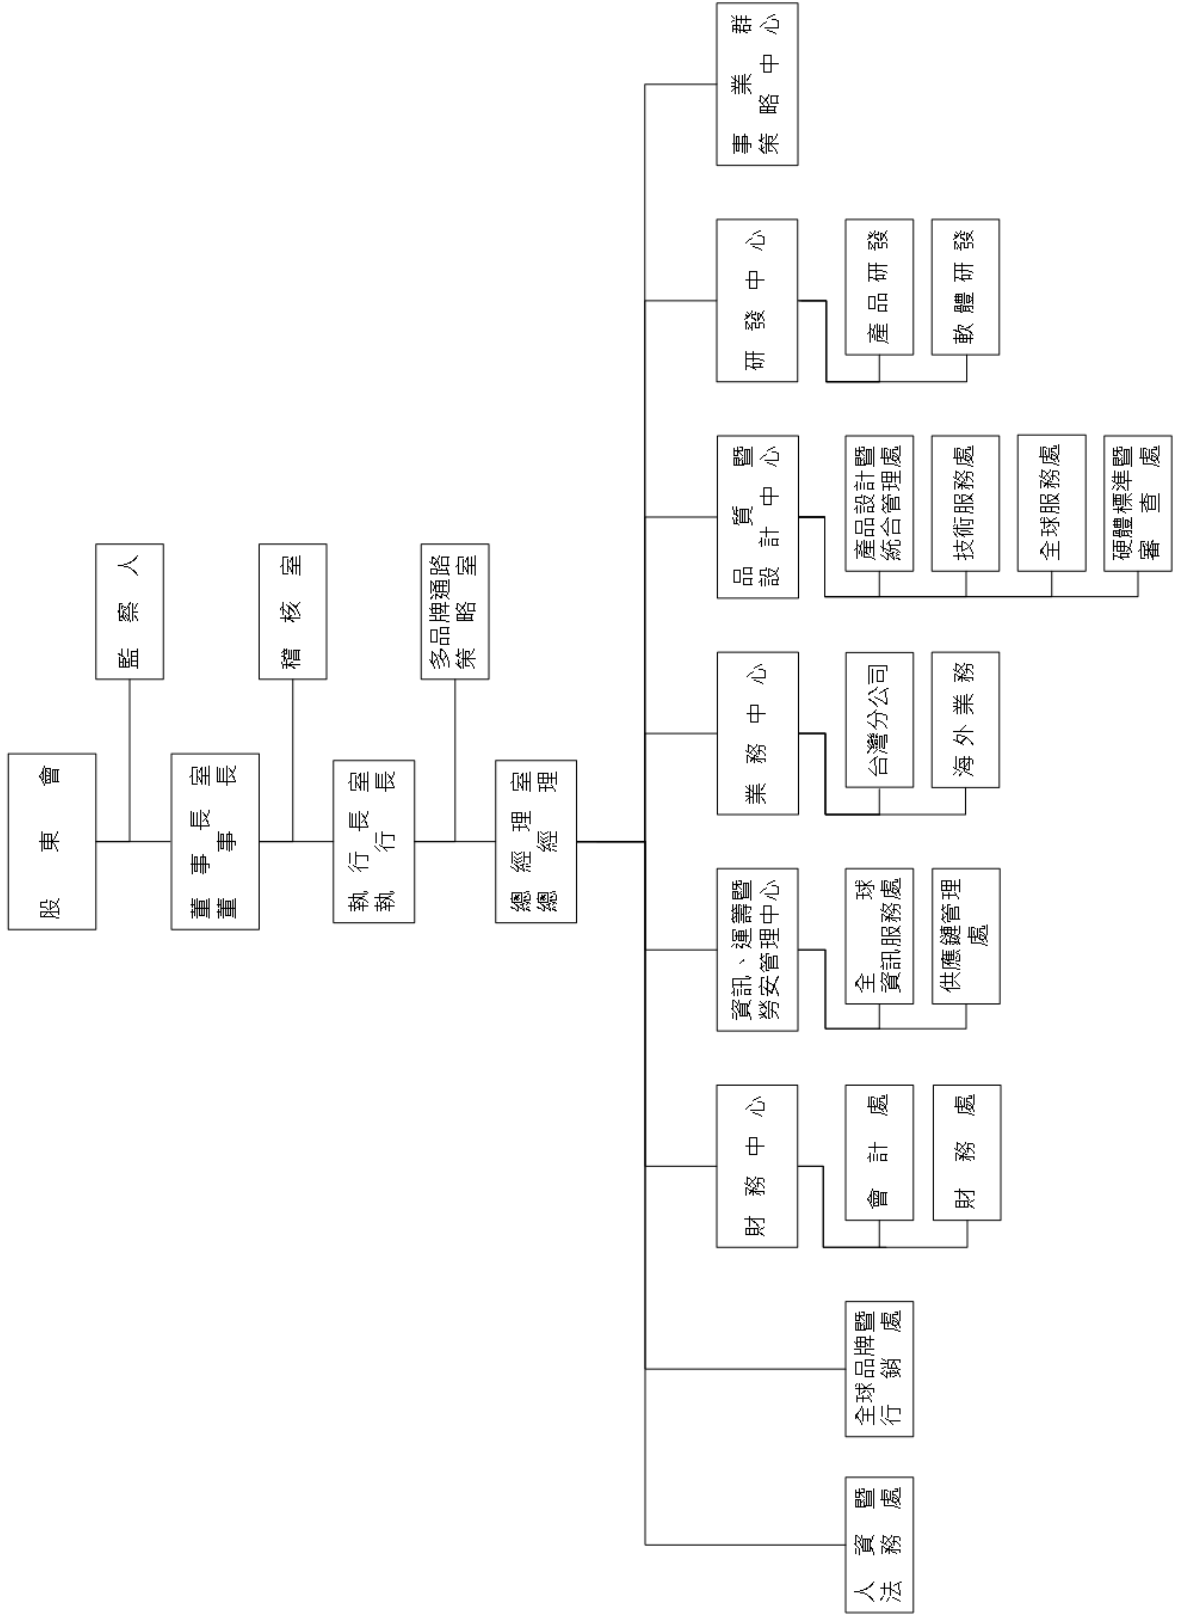 股東會
監察人
董事長室
董事長
稽核室
執行長室
執行長
多品牌通路
策略室
總經理室
總經理
人資暨
法務處
全球品牌暨
行銷處
財務中心
會計處
財務處
資訊、運籌暨
勞安管理中心
全球
資訊服務處
供應鏈管理
處
業務中心
台灣分公司
海外業務
品質暨
設計中心
產品設計暨
統合管理處
技術服務處
全球服務處
硬體標準暨
審查處
研發中心
產品研發
軟體研發
事業群
策略中心